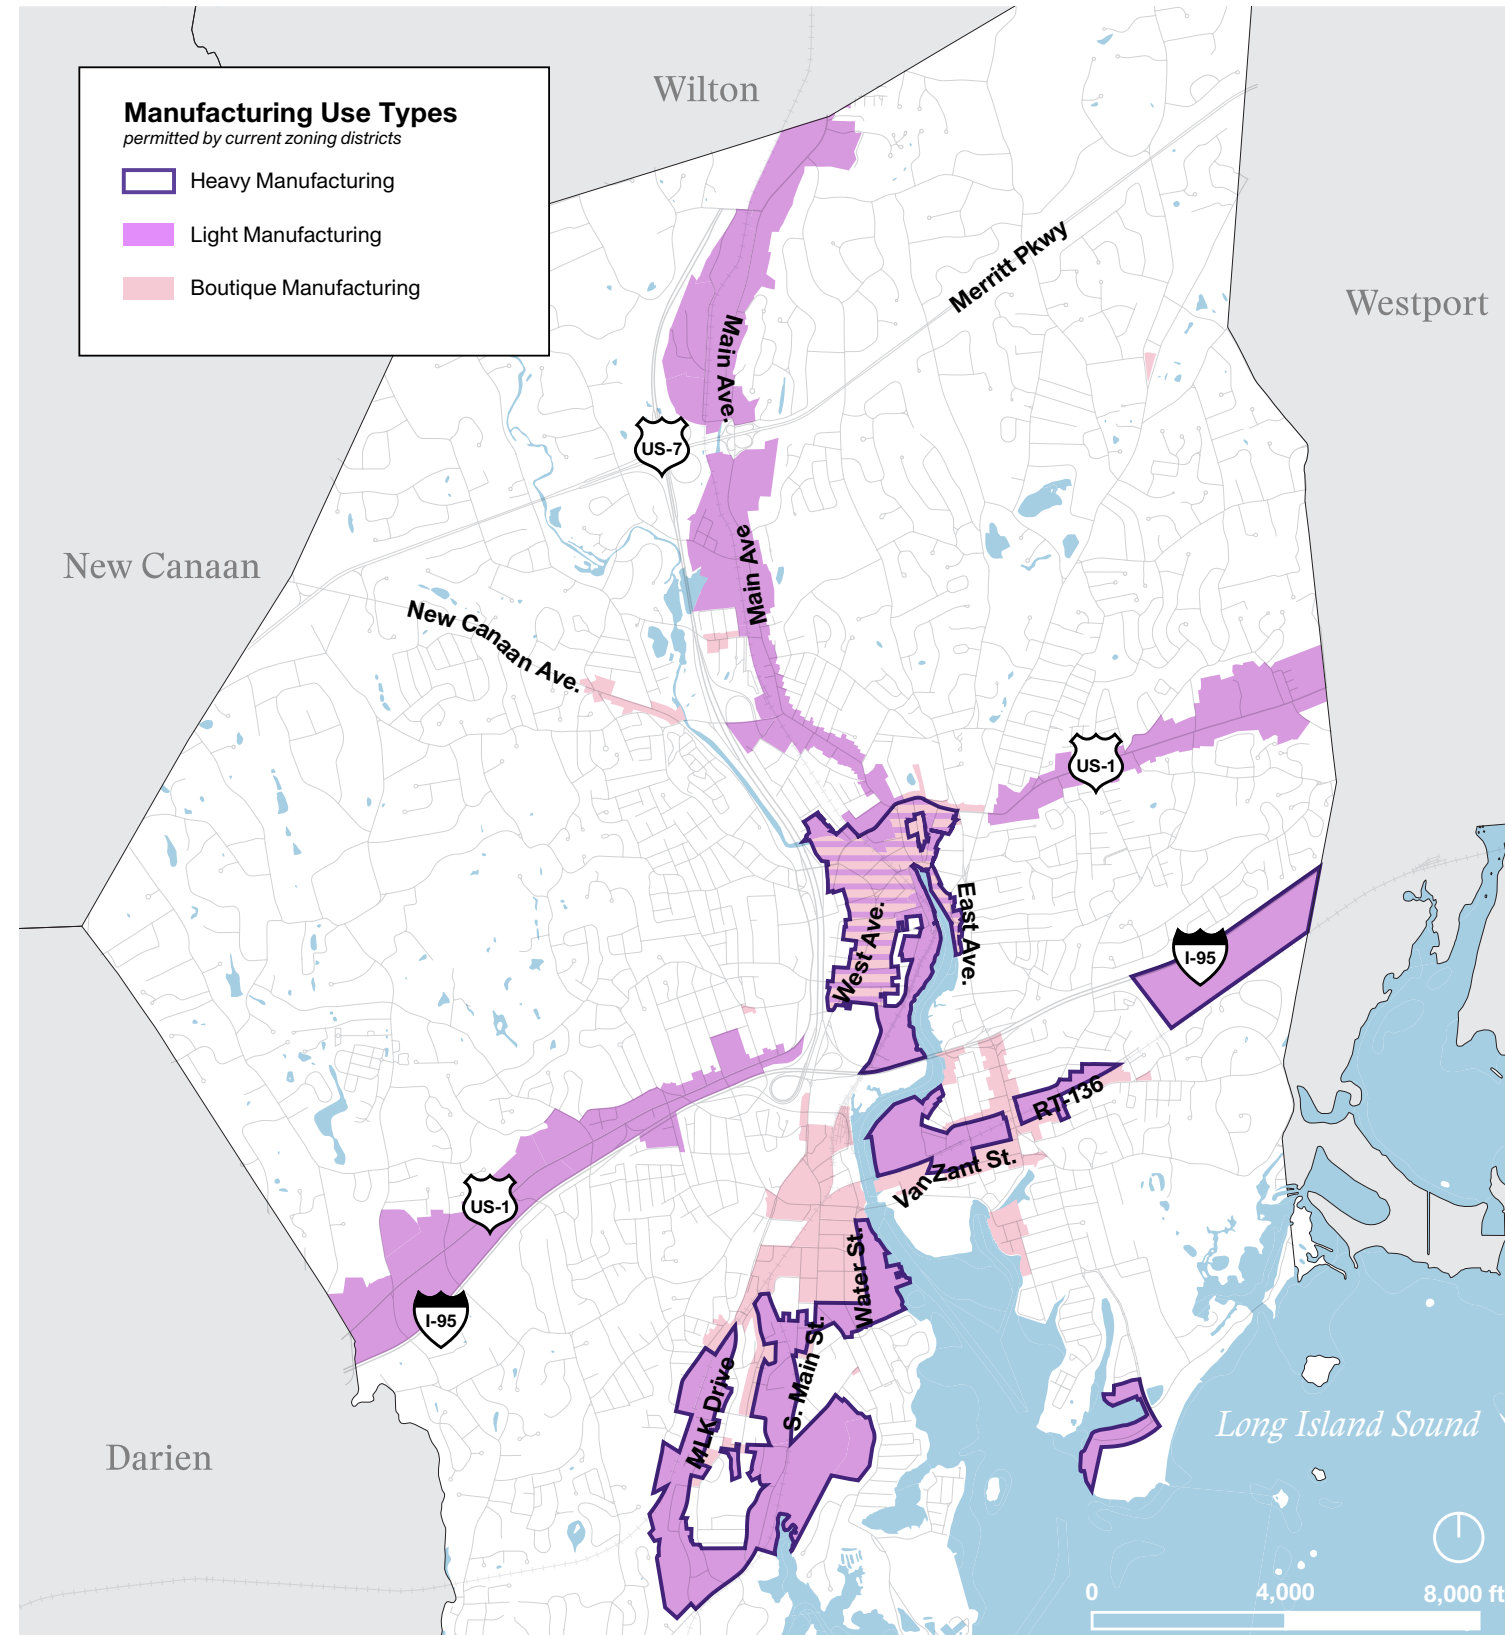 Wilton
Manufacturing Use Types
permitted by current zoning districts
Heavy Manufacturing
Light Manufacturing
Boutique Manufacturing
Merritt Pkwy
Westport
Main Ave.
US-7
New Canaan
Main Ave
New Canaan Ave.
US-1
East Ave.
West Ave.
I-95
RT-136
Van Zant St.
US-1
Water St.
I-95
S. Main St.
MLK Drive
Long Island Sound
Darien
0 4,000 8,000 ft